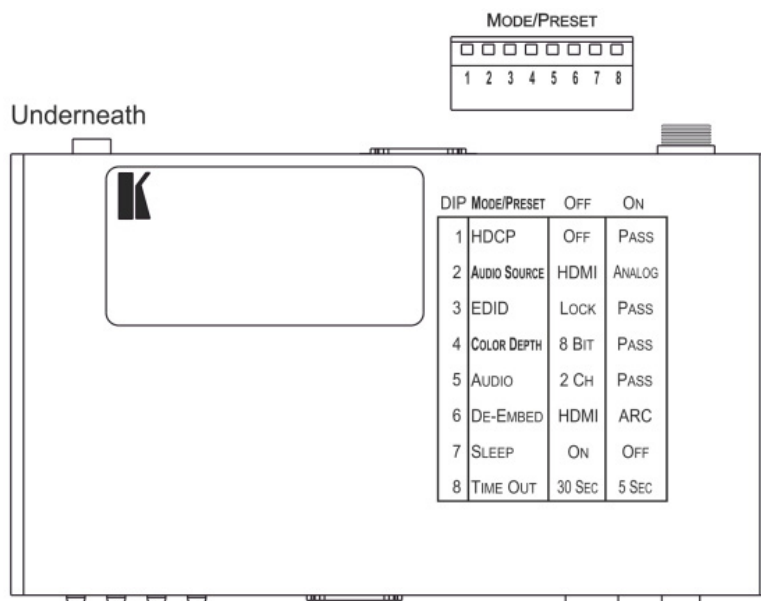 MODE/PRESET
1 2 3 4 5 6 7 8
Underneath
K
DIP MODE/PRESET OFF ON
1 HDCP OFF PASS
2 AUDIO SOURCE HDMI ANALOG
3 EDID LOCK PASS
4 COLOR DEPTH 8 BIT PASS
5 AUDIO 2 CH PASS
6 DE-EMBED HDMI ARC
7 SLEEP ON OFF
8 TIME OUT 30 SEC 5 SEC